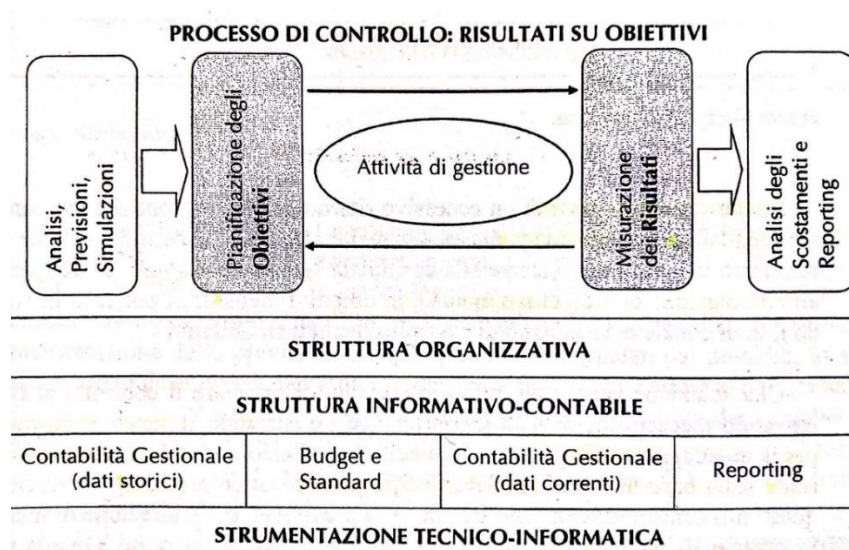 PROCESSO DI CONTROLLO: RISULTATI SU OBIETTIVI
Analisi,
Previsioni,
Simulazioni
Pianificazione degli
Obiettivi
Attività di gestione
Misurazione
dei Risultati
Analisi degli
Scostamenti e
Reporting
STRUTTURA ORGANIZZATIVA
STRUTTURA INFORMATIVO-CONTABILE
Contabilità Gestionale
(dati storici)
Budget e
Standard
Contabilità Gestionale
(dati correnti)
Reporting
STRUMENTAZIONE TECNICO-INFORMATICA